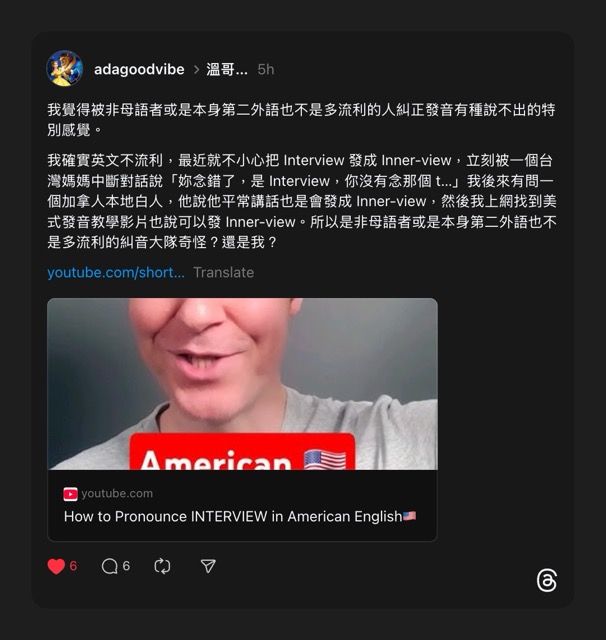 adagoodvibe > 溫哥... 5h
我覺得被非母語者或是本身第二外語也不是多流利的人糾正發音有種說不出的特
別感覺。
我確實英文不流利，最近就不小心把 Interview 發成 Inner-view，立刻被一個台
灣媽媽中斷對話說「妳念錯了，是 Interview，你沒有念那個 t...」我後來有問一
個加拿人本地白人，他說他平常講話也是會發成 Inner-view，然後我上網找到美
式發音教學影片也說可以發 Inner-view。所以是非母語者或是本身第二外語也不
是多流利的糾音大隊奇怪？還是我？
youtube.com/short... Translate
American
youtube.com
How to Pronounce INTERVIEW in American English🇺🇸
6 6